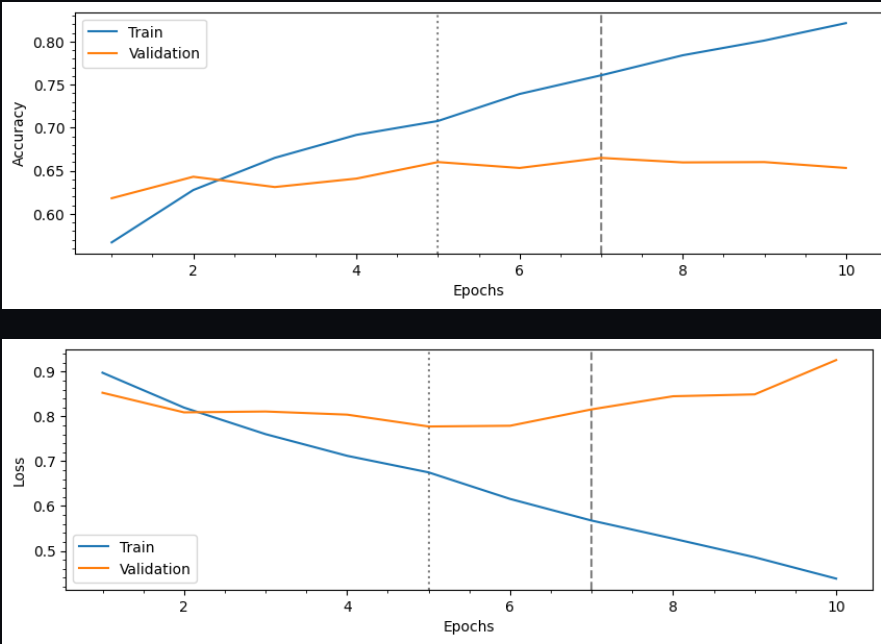 Train
Validation
Accuracy
0.80
0.75
0.70
0.65
0.60
2 4 6 8 10
Epochs
0.9
0.8
0.7
0.6
0.5
Loss
Train
Validation
2 4 6 8 10
Epochs